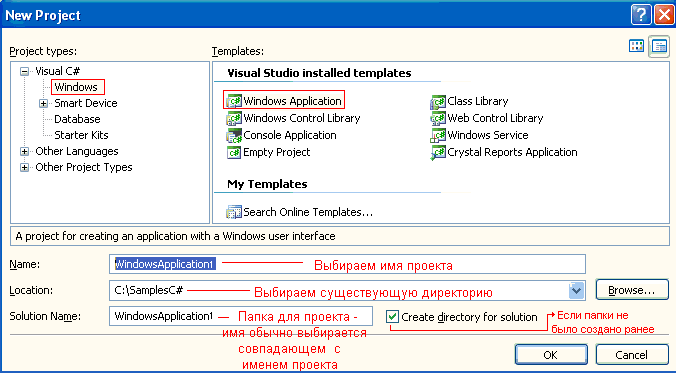 New Project
Project types:
Templates:
Visual C#
Windows
Smart Device
Database
Starter Kits
Other Languages
Other Project Types
Visual Studio installed templates
Windows Application
Class Library
Windows Control Library
Web Control Library
Console Application
Windows Service
Empty Project
Crystal Reports Application
My Templates
Search Online Templates...
A project for creating an application with a Windows user interface
Name:
WindowsApplication1
Выбираем имя проекта
Location:
C:\SamplesC#
Выбираем существующую директорию
Browse...
Solution Name:
WindowsApplication1
Папка для проекта -
имя обычно выбирается
совпадающем с
именем проекта
Create directory for solution
Если папки не
было создано ранее
OK
Cancel